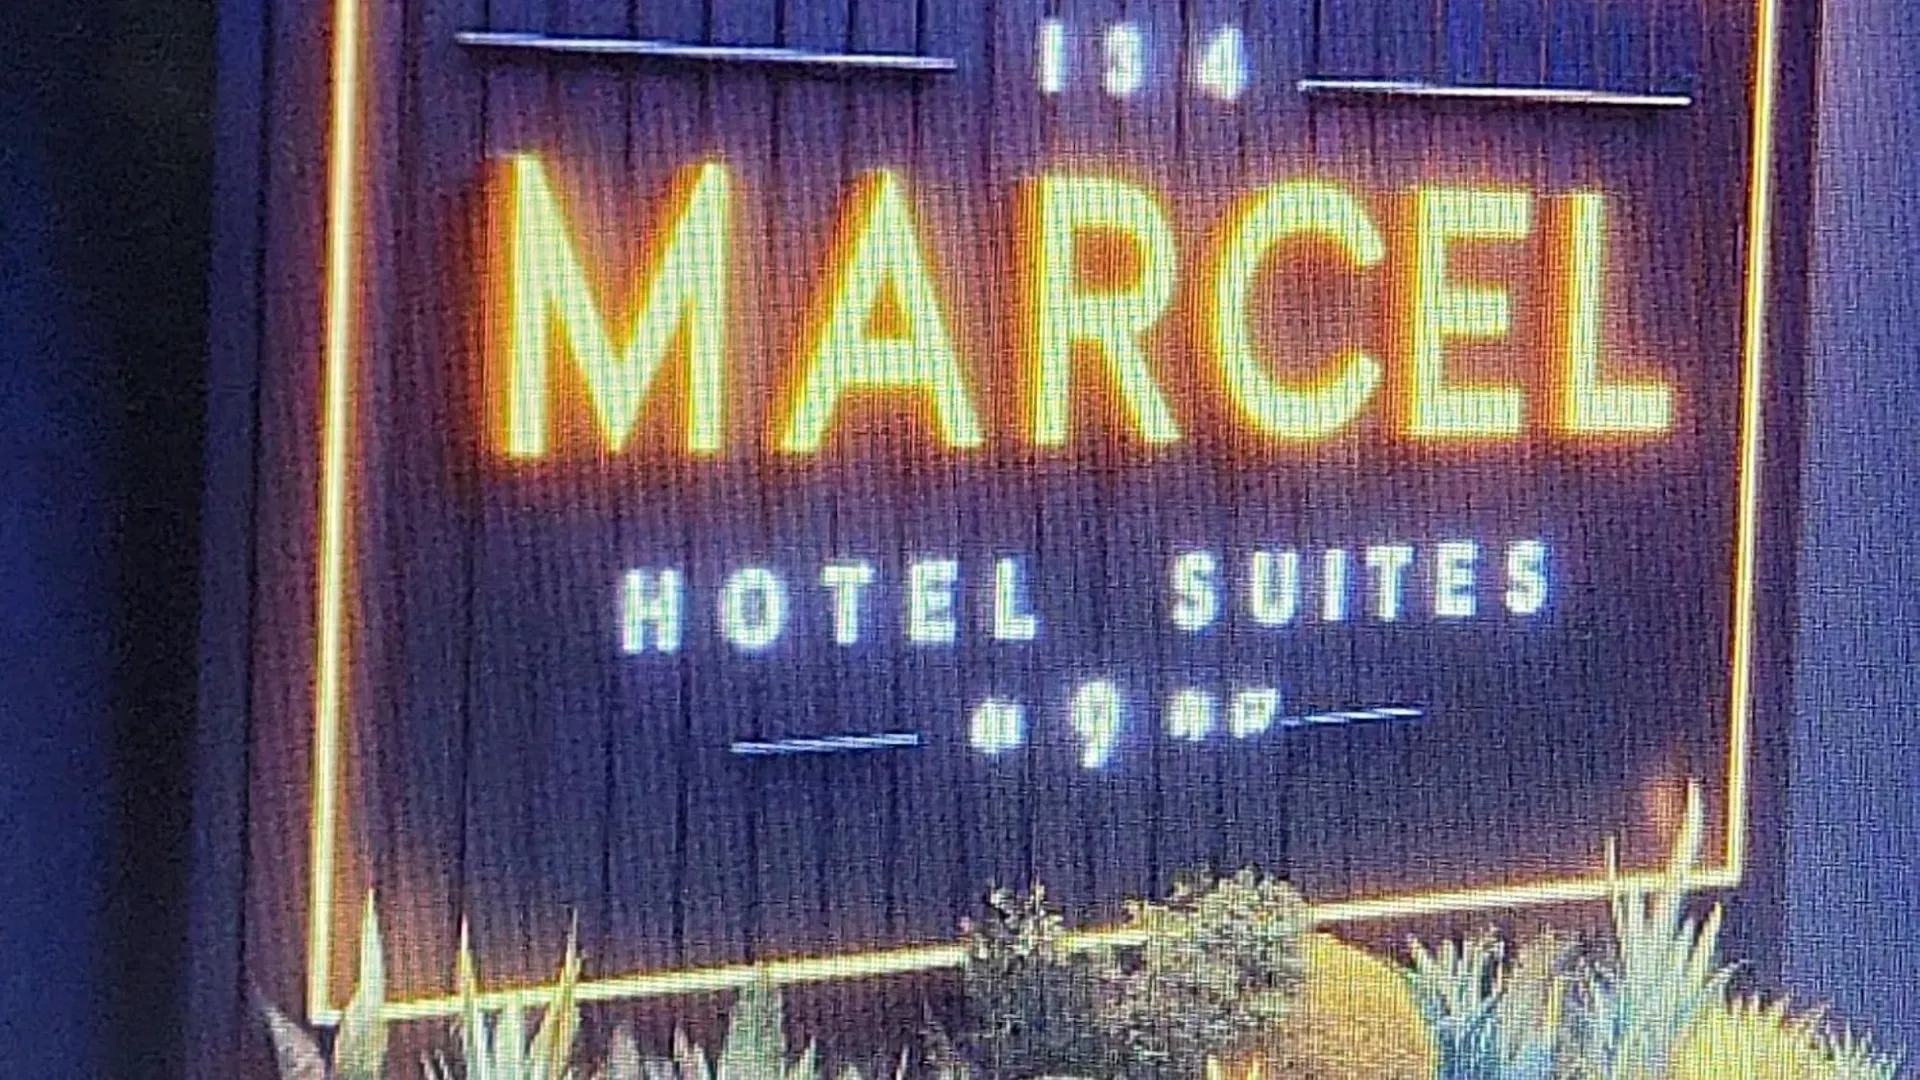 134
MARCEL
HOTEL SUITES